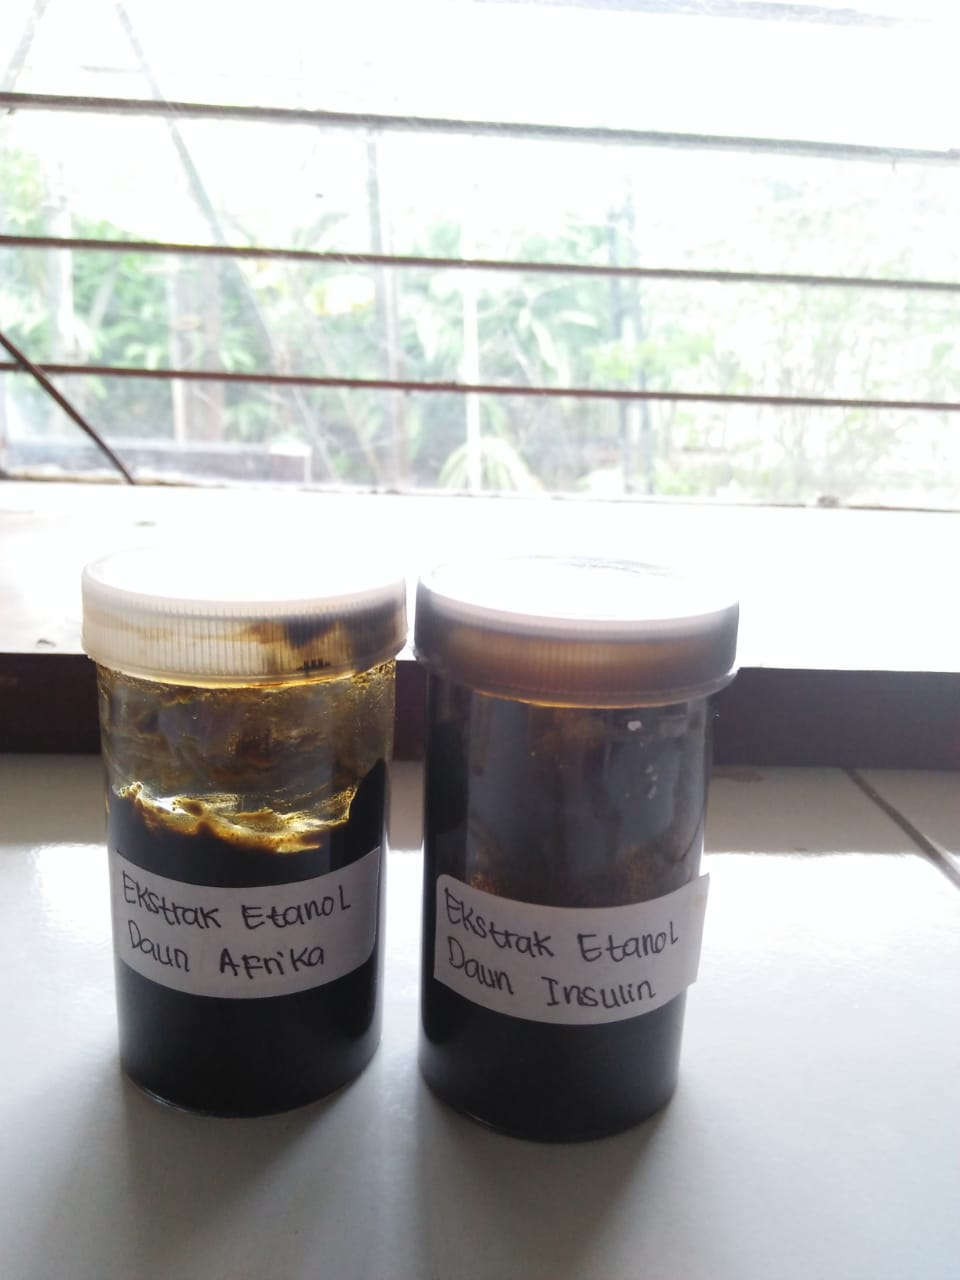 Ekstrak Etanol
Daun Afrika
Ekstrak Etanol
Daun Insulin